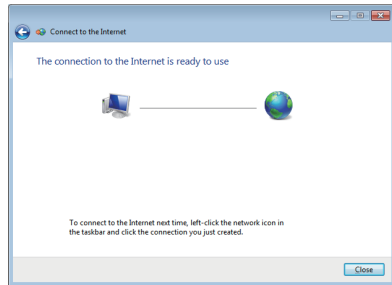 Connect to the Internet
The connection to the Internet is ready to use
To connect to the Internet next time, left-click the network icon in
the taskbar and click the connection you just created.
Close